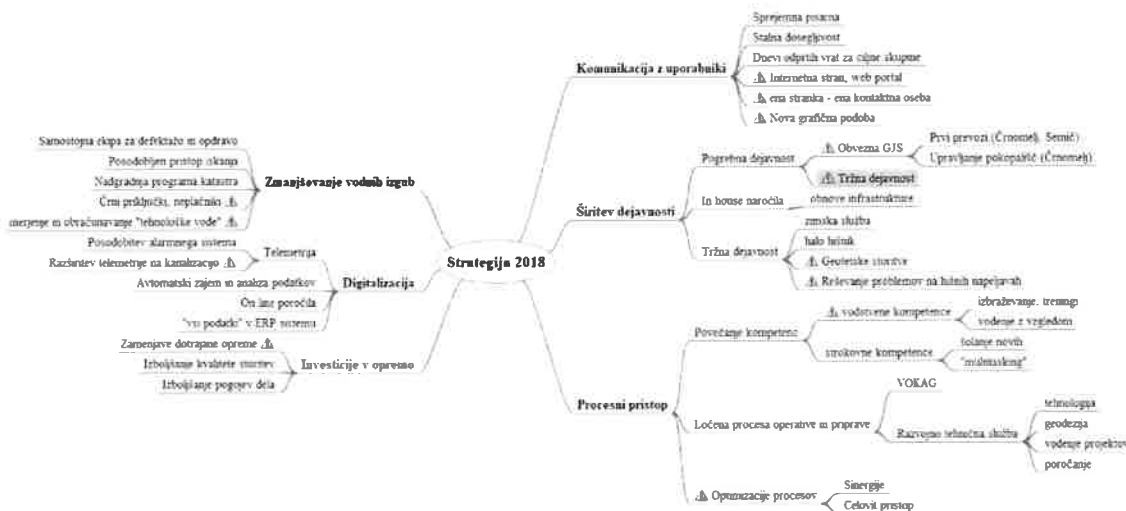 Strategija 2018
Komunikacija z uporabniki
Sprejemna pisarna
Stalna dosegljivost
Dnevi odprtih vrat za ciljne skupine
Internetna stran, web portal
ena stranka - ena kontaktna oseba
Nova grafična podoba
Širitev dejavnosti
Pogrebna dejavnost
Obvezna GJS
Prvi prevozi (Črnomelj, Semič)
Upravljanje pokopališč (Črnomelj)
Tržna dejavnost
In house naročila
obnove infrastrukture
Tržna dejavnost
zimska služba
halo hišnik
Geodetske storitve
Reševanje problemov na hišnih napeljavah
Procesni pristop
Povečanje kompetenc
vodstvene kompetence
izbraževanje, treningi
vodenje z vzgledom
strokovne kompetence
šolanje novih
"multitasking"
Ločena procesa operative in priprave
VOKAG
Razvojno tehnična služba
tehnologija
geodezija
vodenje projektov
poročanje
Optimizacije procesov
Sinergije
Celovit pristop
Zmanjševanje vodnih izgub
Samostojna ekipa za defektažo in opdravo
Posodobljen pristop iskanja
Nadgradnja programa katastra
Črni priključki, neplačniki
merjenje in obračunavanje "tehnološke vode"
Digitalizacija
Telemetrija
Posodobitev alarmnega sistema
Razširitev telemetrije na kanalizacijo
Avtomatski zajem in analiza podatkov
On line poročila
"vsi podatki" v ERP sistemu
Investicije v opremo
Zamenjave dotrajane opreme
Izboljšanje kvalitete storitev
Izboljšanje pogojev dela